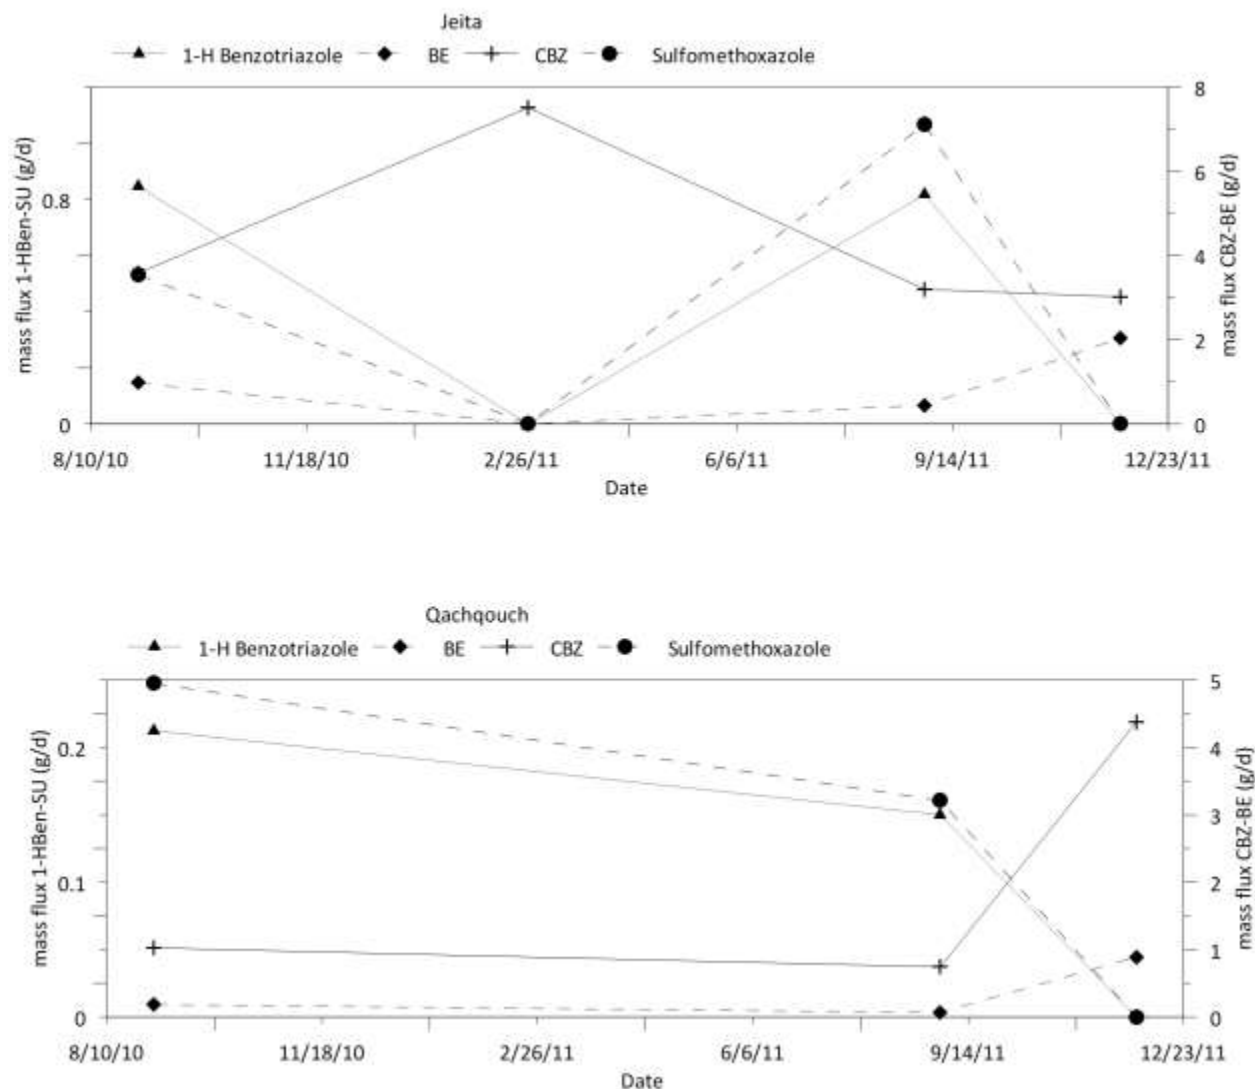 Jeita
1-H Benzotriazole BE CBZ Sulfomethoxazole
mass flux 1-HBen-SU (g/d)
0.8
0
8
6
4
2
0
mass flux CBZ-BE (g/d)
8/10/10 11/18/10 2/26/11 6/6/11 9/14/11 12/23/11
Date
Qachqouch
1-H Benzotriazole BE CBZ Sulfomethoxazole
mass flux 1-HBen-SU (g/d)
0.2
0.1
0
5
4
3
2
1
0
mass flux CBZ-BE (g/d)
8/10/10 11/18/10 2/26/11 6/6/11 9/14/11 12/23/11
Date